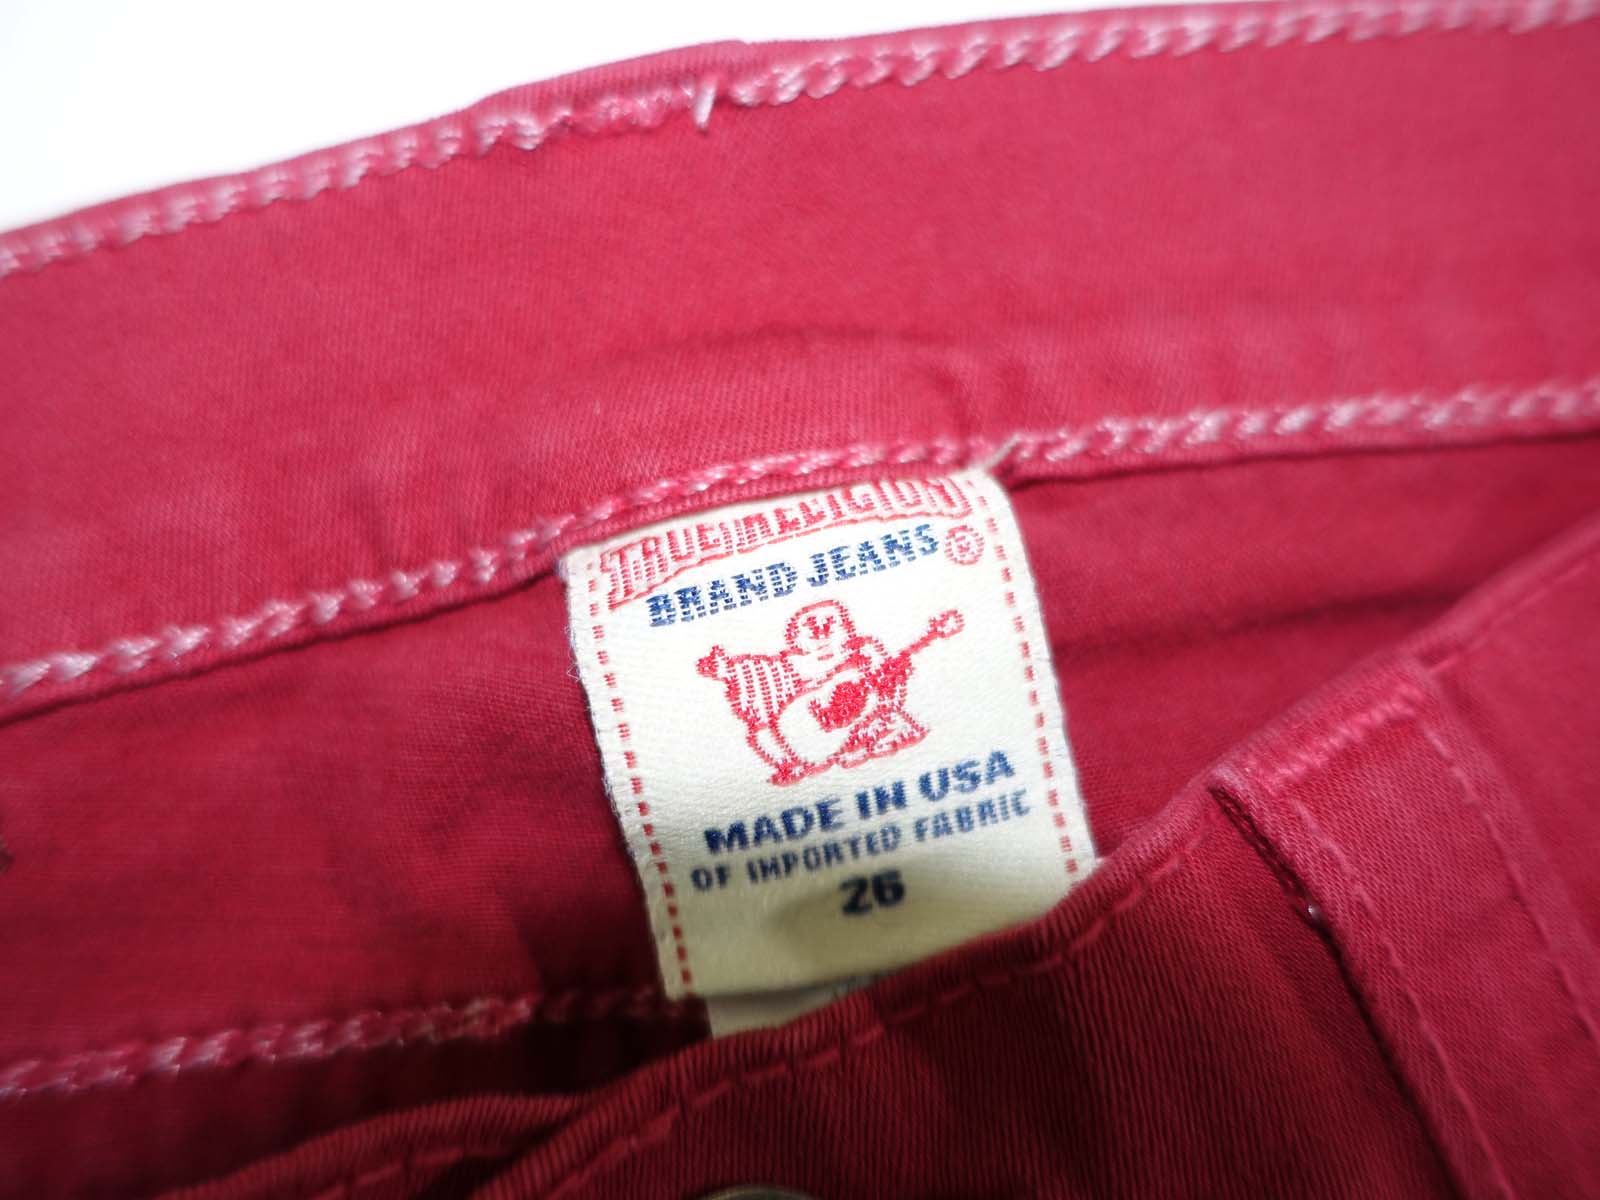 TRUE RELIGION
BRAND JEANS ®
MADE IN USA
OF IMPORTED FABRIC
26